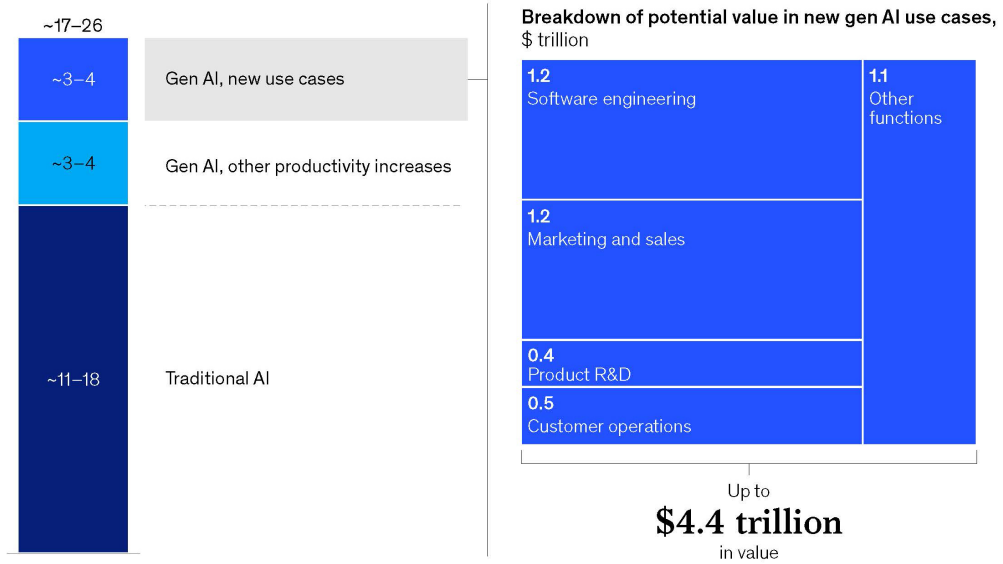 ~17–26
~3–4
Gen AI, new use cases
~3–4
Gen AI, other productivity increases
~11–18
Traditional AI
Breakdown of potential value in new gen AI use cases,
$ trillion
1.2
Software engineering
1.1
Other
functions
1.2
Marketing and sales
0.4
Product R&D
0.5
Customer operations
Up to
$4.4 trillion
in value